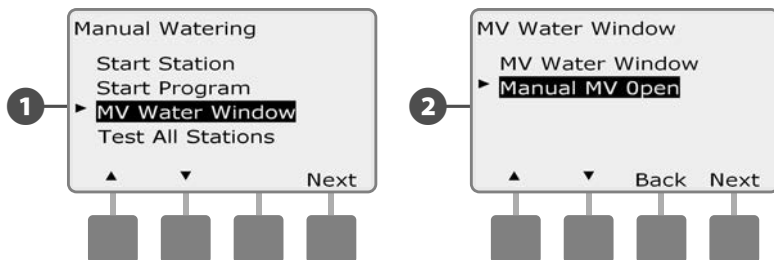 Manual Watering
Start Station
Start Program
► MV Water Window
Test All Stations
▲ ▼ Next
1
MV Water Window
MV Water Window
► Manual MV 0pen
▲ ▼ Back Next
2